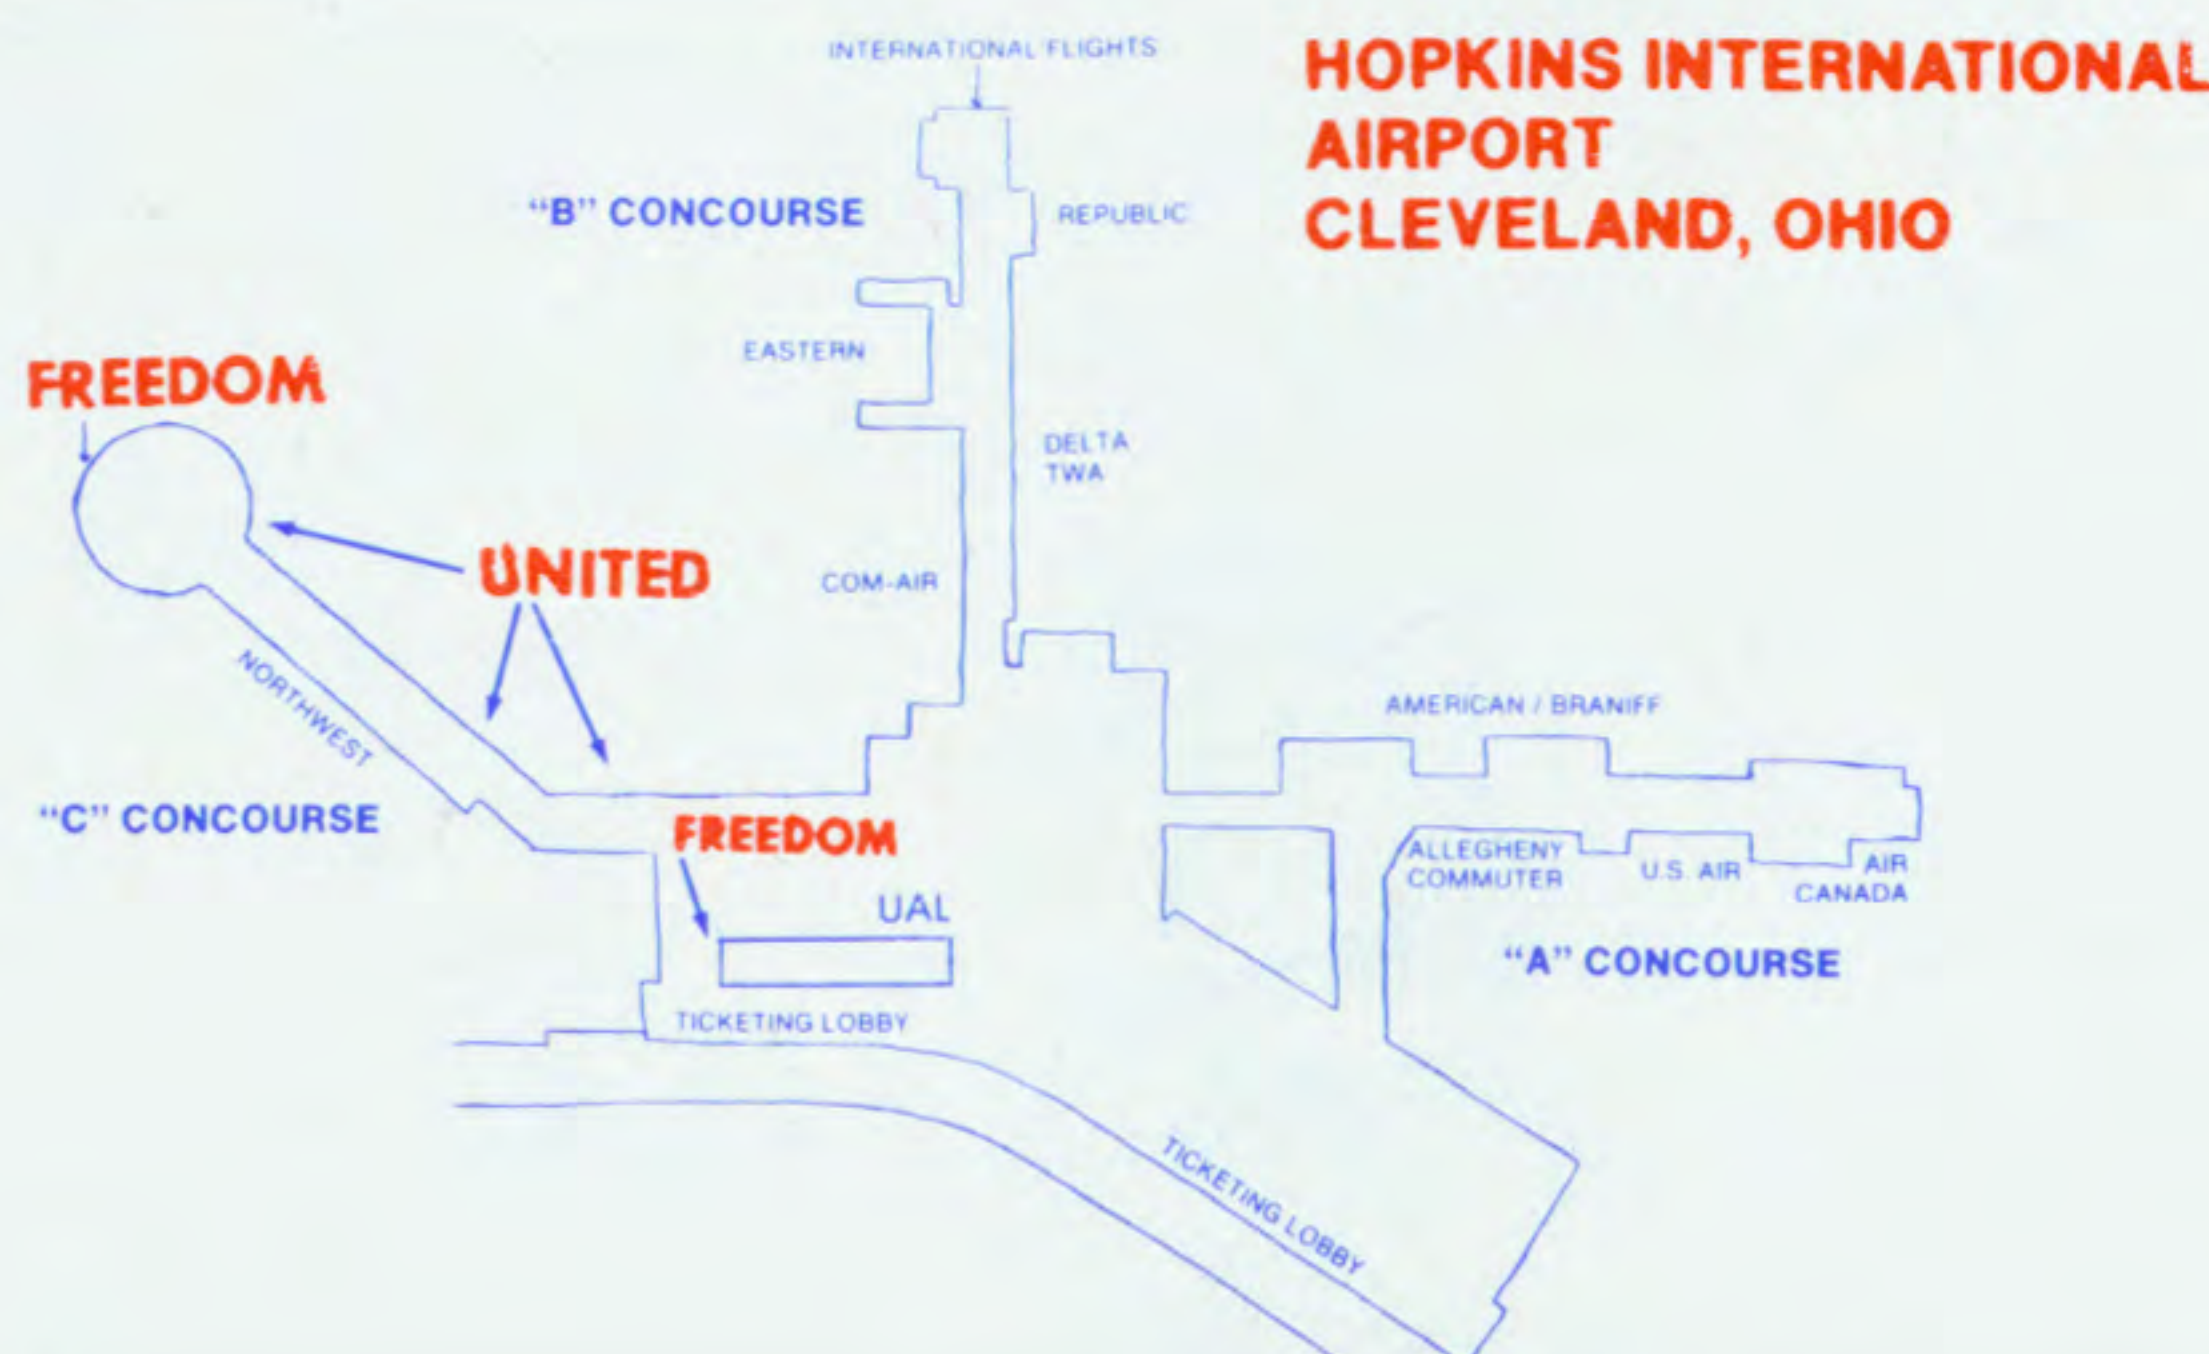 INTERNATIONAL FLIGHTS
HOPKINS INTERNATIONAL
AIRPORT
CLEVELAND, OHIO
“B” CONCOURSE
REPUBLIC
EASTERN
FREEDOM
DELTA
TWA
UNITED
COM-AIR
NORTHWEST
AMERICAN / BRANIFF
“C” CONCOURSE
FREEDOM
ALLEGHENY
COMMUTER
U.S. AIR
AIR
CANADA
UAL
“A” CONCOURSE
TICKETING LOBBY
TICKETING LOBBY